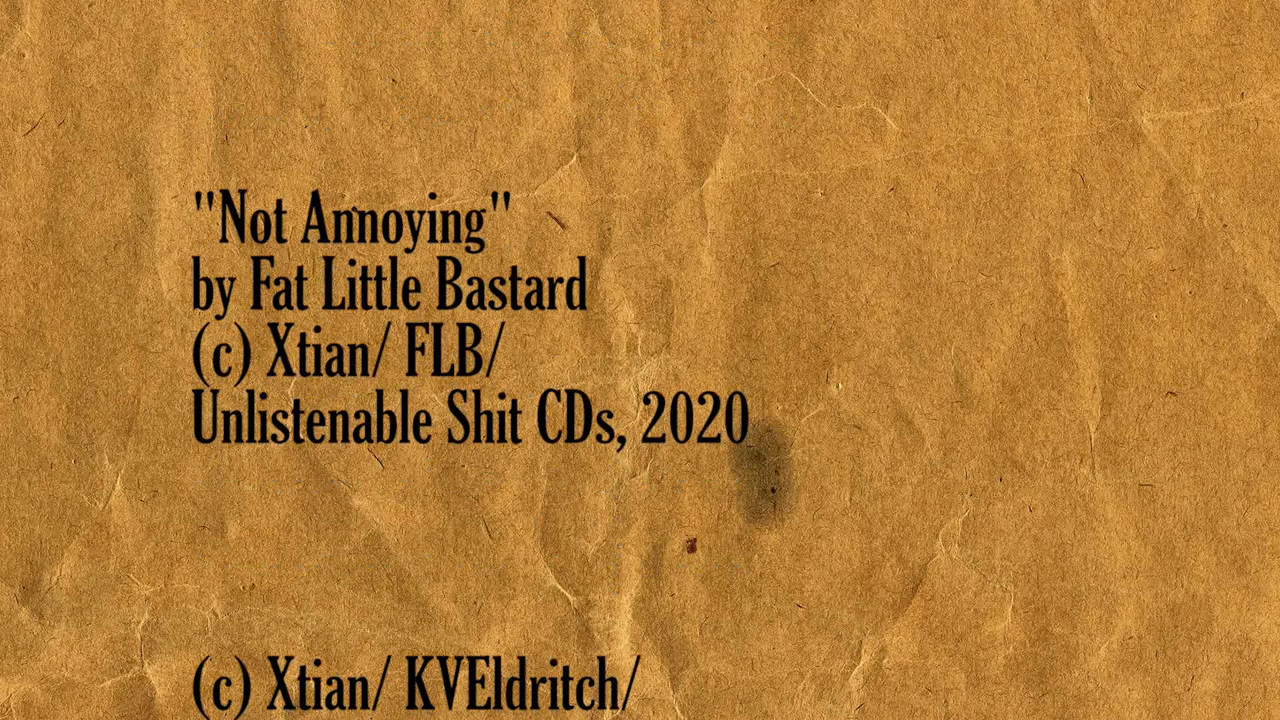 "Not Annoying"
by Fat Little Bastard
(c) Xtian/ FLB/
Unlistenable Shit CDs, 2020
(c) Xtian/ KVEldritch/